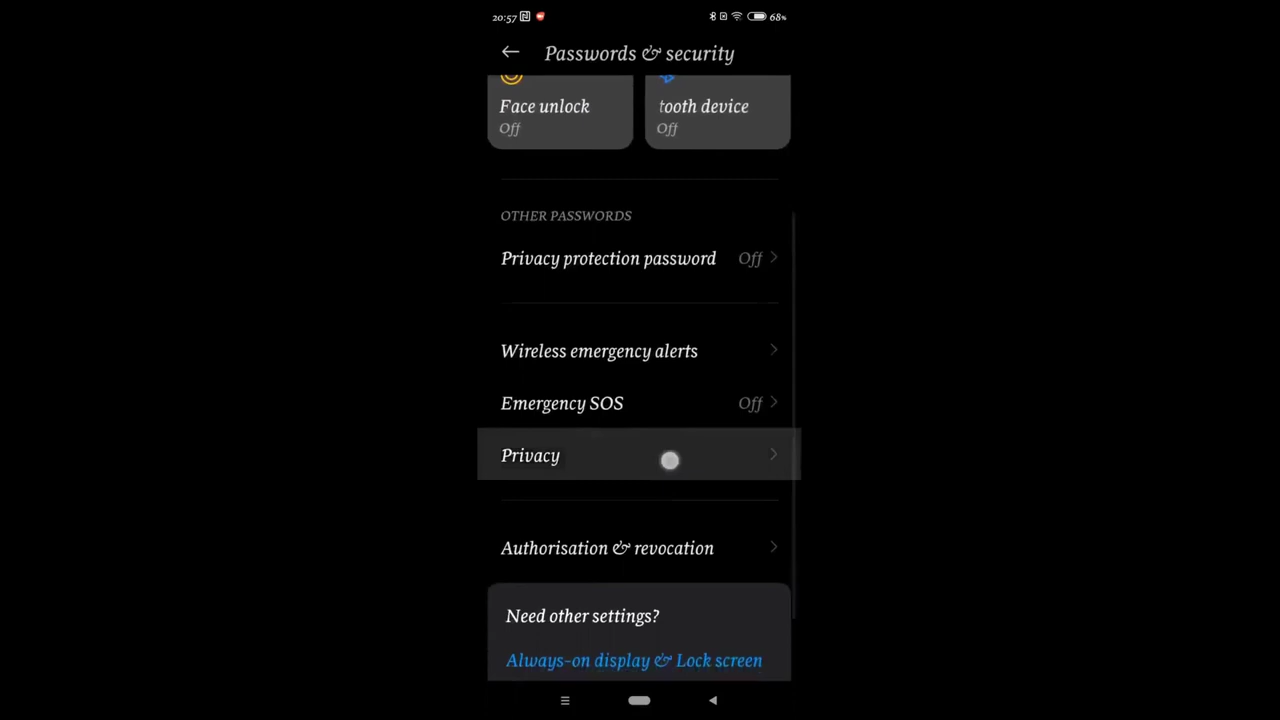 20:57 68%
Passwords & security
Face unlock
Off
tooth device
Off
OTHER PASSWORDS
Privacy protection password Off
Wireless emergency alerts
Emergency SOS Off
Privacy
Authorisation & revocation
Need other settings?
Always-on display & Lock screen